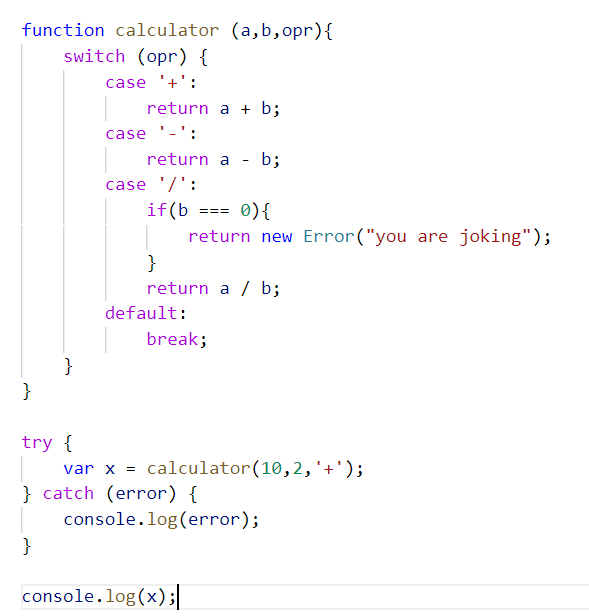 function calculator (a,b,opr){
switch (opr) {
case '+':
return a + b;
case '-':
return a - b;
case '/':
if(b === 0){
return new Error("you are joking");
}
return a / b;
default:
break;
}
}
try {
var x = calculator(10,2,'+');
} catch (error) {
console.log(error);
}
console.log(x);